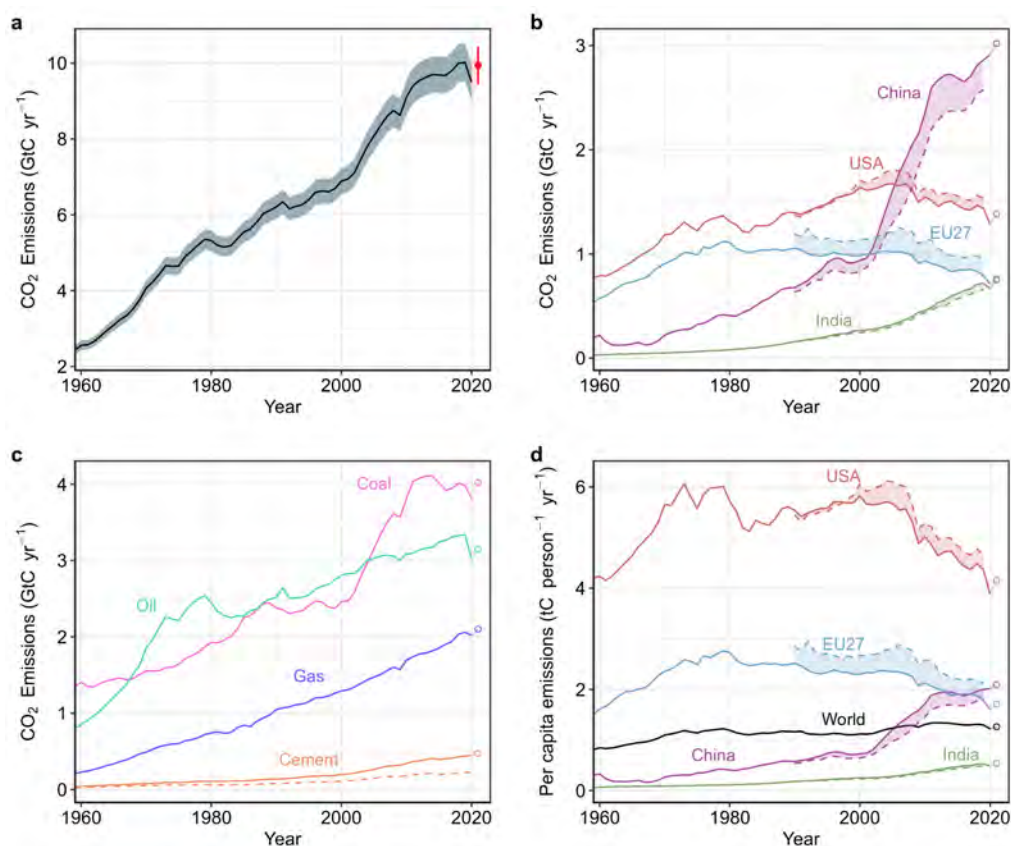 a
CO₂ Emissions (GtC yr⁻¹)
10
8
6
4
2
1960 1980 2000 2020
Year
b
CO₂ Emissions (GtC yr⁻¹)
3
2
1
0
China
USA
EU27
India
1960 1980 2000 2020
Year
c
CO₂ Emissions (GtC yr⁻¹)
4
3
2
1
0
Coal
Oil
Gas
Cement
1960 1980 2000 2020
Year
d
Per capita emissions (tC person⁻¹ yr⁻¹)
6
4
2
0
USA
EU27
World
China
India
1960 1980 2000 2020
Year